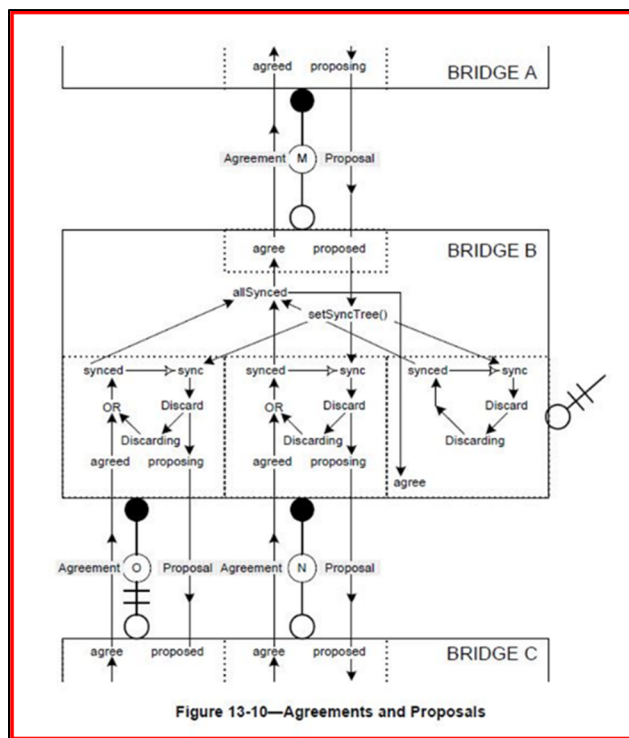 agreed proposing
BRIDGE A
Agreement M Proposal
agree proposed
BRIDGE B
allSynced
setSyncTree()
synced sync synced sync synced sync
OR Discard OR Discard Discard
Discarding Discarding Discarding
agreed proposing agreed proposing
agree
Agreement O Proposal Agreement N Proposal
agree proposed agree proposed
BRIDGE C
Figure 13-10—Agreements and Proposals